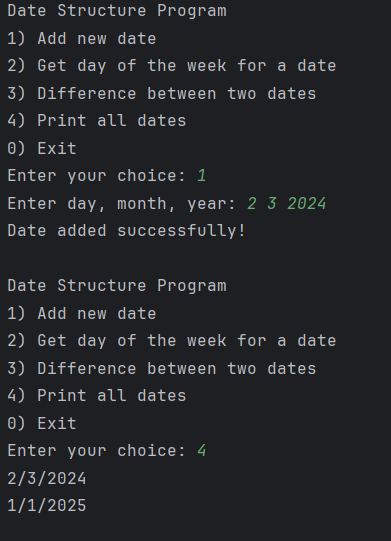 Date Structure Program
1) Add new date
2) Get day of the week for a date
3) Difference between two dates
4) Print all dates
0) Exit
Enter your choice: 1
Enter day, month, year: 2 3 2024
Date added successfully!
Date Structure Program
1) Add new date
2) Get day of the week for a date
3) Difference between two dates
4) Print all dates
0) Exit
Enter your choice: 4
2/3/2024
1/1/2025